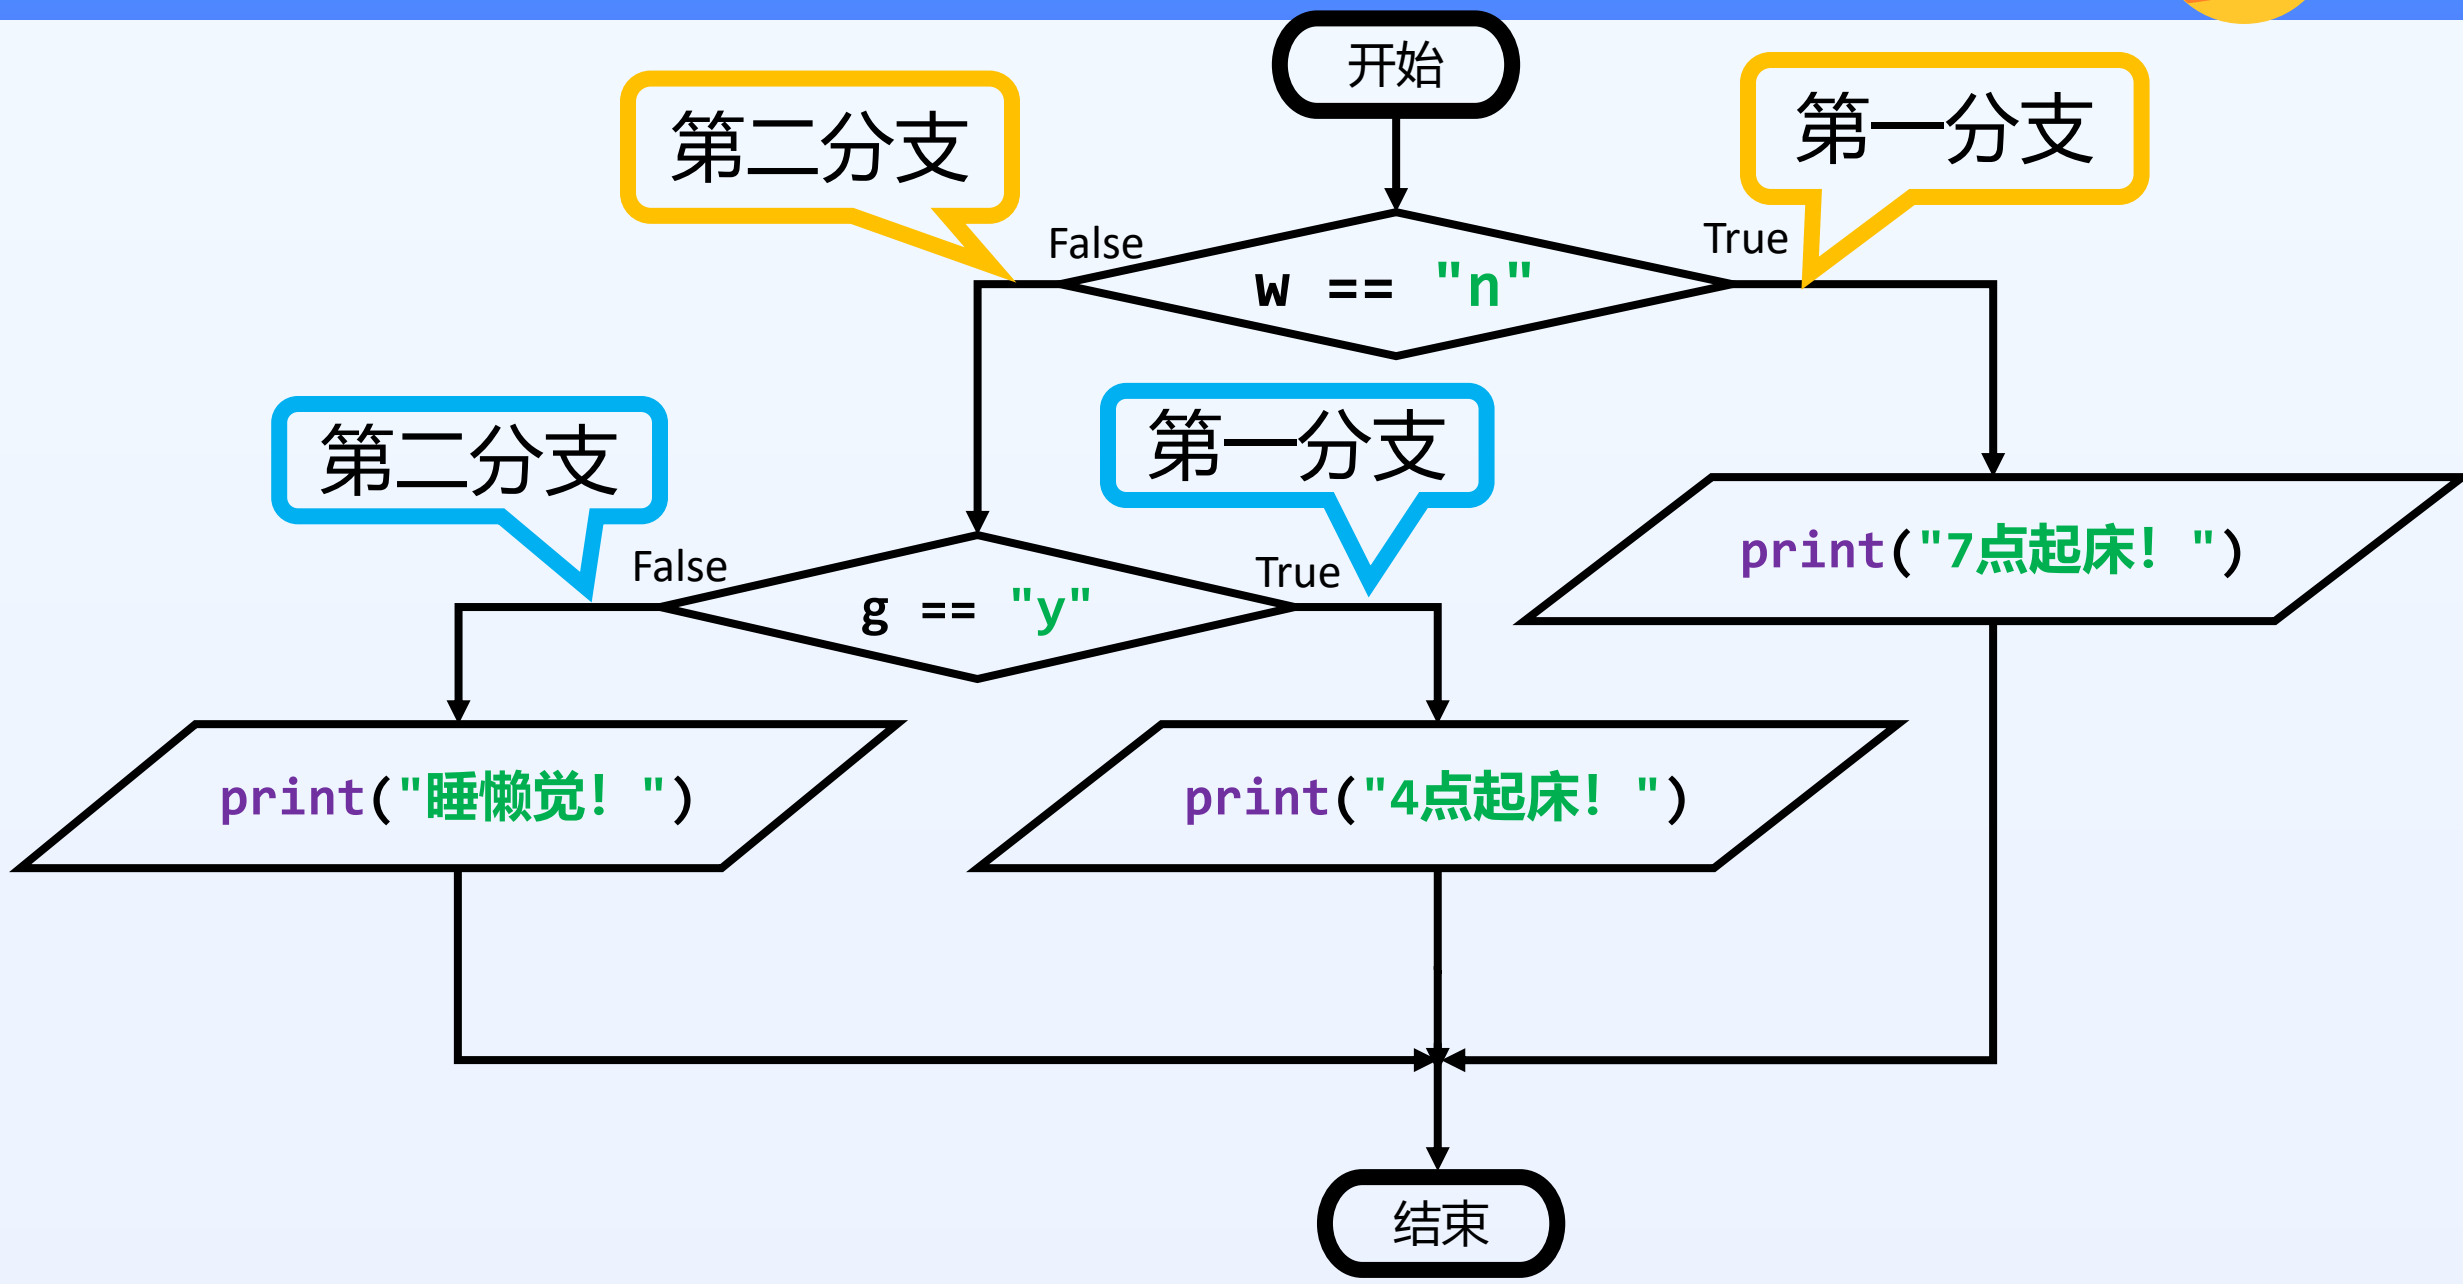 开始
第二分支
第一分支
False
True
w == "n"
第二分支
第一分支
False
True
g == "y"
print("7点起床！")
print("睡懒觉！")
print("4点起床！")
结束